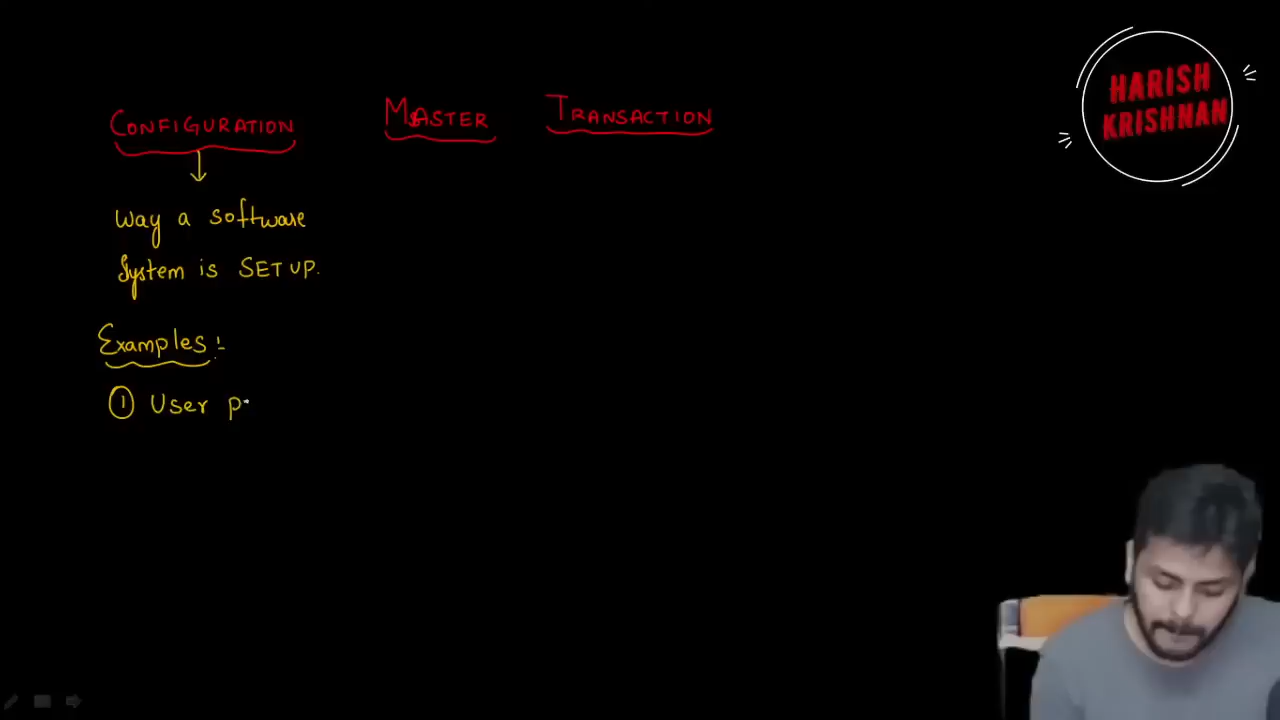 CONFIGURATION MASTER TRANSACTION
Way a software
System is SETUP.
Examples:-
① User p
HARISH
KRISHNAN